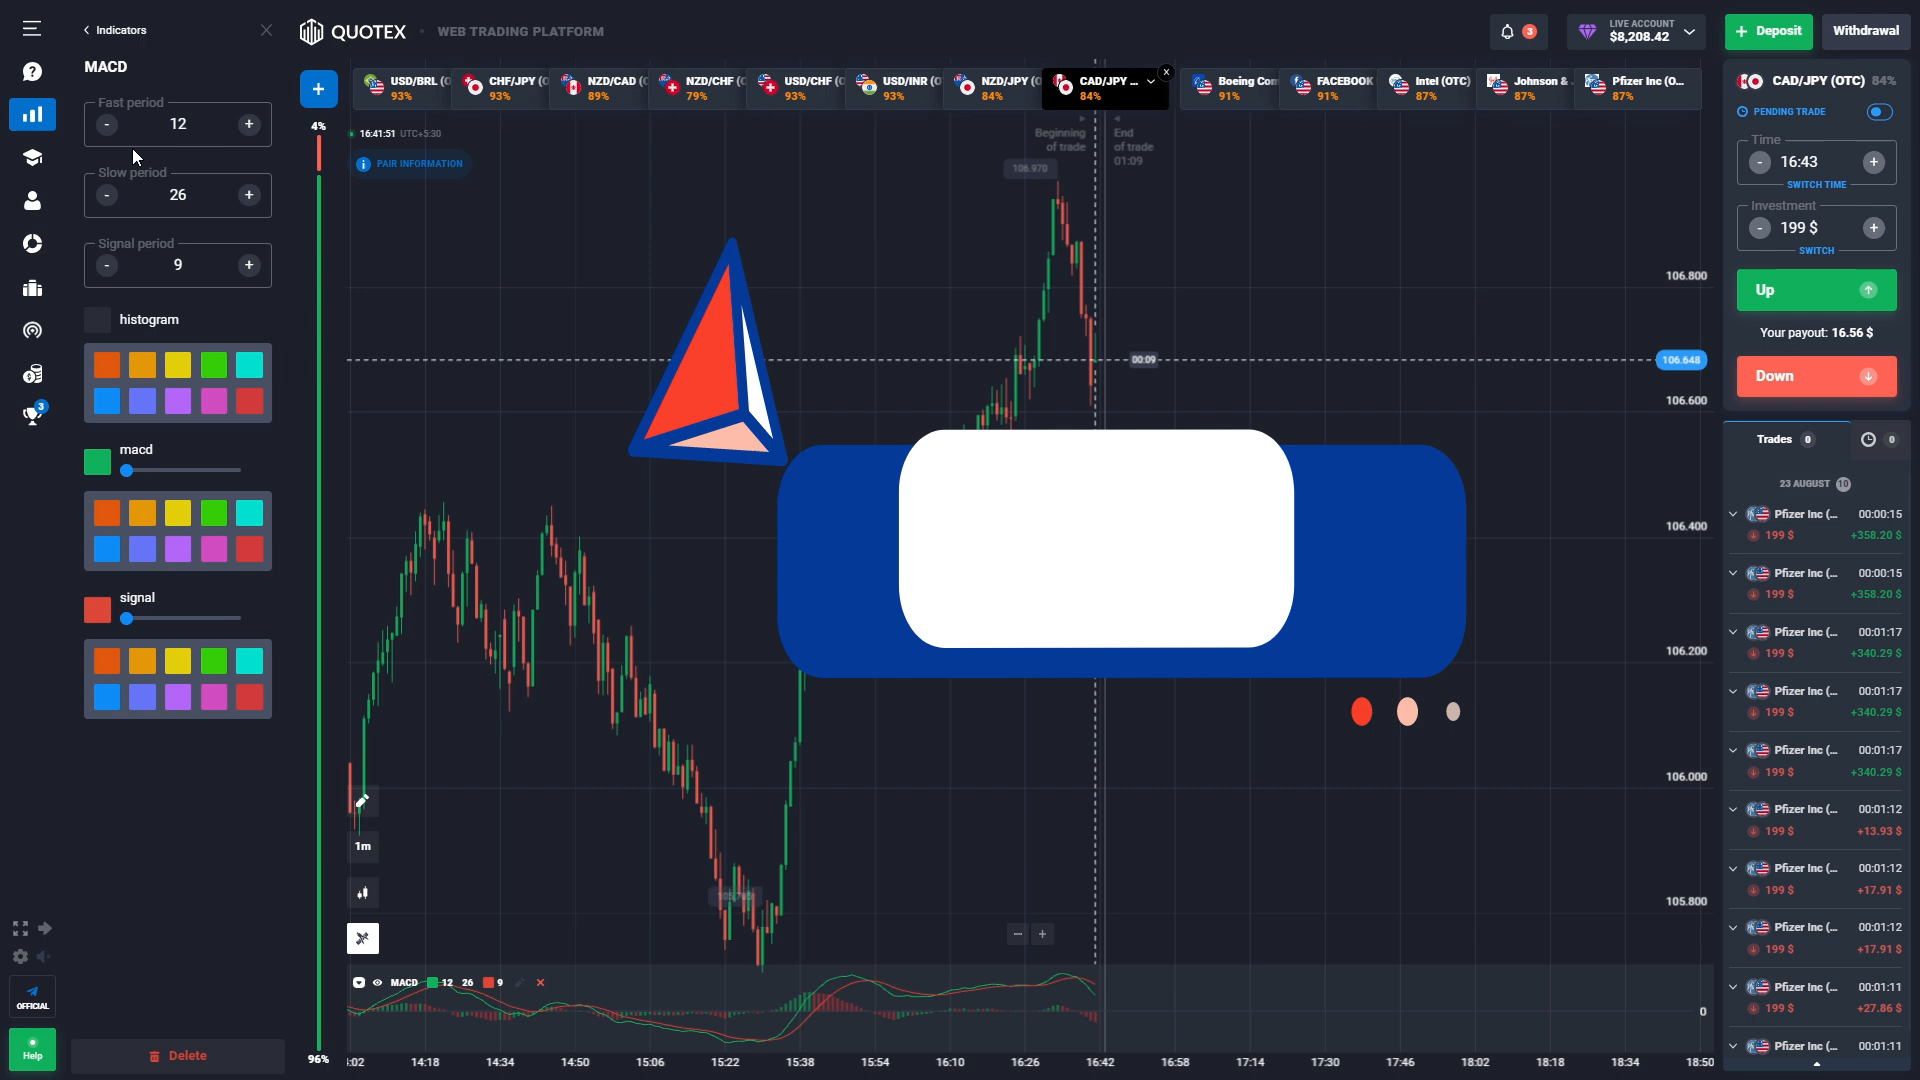 Indicators
QUOTEX
WEB TRADING PLATFORM
3
LIVE ACCOUNT
$8,208.42
Deposit
Withdrawal
MACD
USD/BRL (O
93%
CHF/JPY (O
93%
NZD/CAD (
89%
NZD/CHF (
79%
USD/CHF (
93%
USD/INR (O
93%
NZD/JPY (
84%
CAD/JPY ...
84%
Boeing Co
91%
FACEBOOK
91%
Intel (OTC)
87%
Johnson &
87%
Pfizer Inc (O...
87%
CAD/JPY (OTC) 84%
PENDING TRADE
Fast period
- 12 +
Slow period
- 26 +
Signal period
- 9 +
histogram
macd
signal
Delete
4%
96%
16:41:51 UTC+5:30
PAIR INFORMATION
Beginning
of trade
End
of trade
01:09
106.970
106.800
00:09
106.648
106.600
106.400
106.200
106.000
105.800
1m
MACD 12 26 9
0
14:18 14:34 14:50 15:06 15:22 15:38 15:54 16:10 16:26 16:42 16:58 17:14 17:30 17:46 18:02 18:18 18:34 18:50
Time
- 16:43 +
SWITCH TIME
Investment
- 199 $ +
SWITCH
Up
Your payout: 16.56 $
Down
Trades 0
0
23 AUGUST 10
Pfizer Inc (... 00:00:15
199 $ +358.20 $
Pfizer Inc (... 00:00:15
199 $ +358.20 $
Pfizer Inc (... 00:01:17
199 $ +340.29 $
Pfizer Inc (... 00:01:17
199 $ +340.29 $
Pfizer Inc (... 00:01:17
199 $ +340.29 $
Pfizer Inc (... 00:01:12
199 $ +13.93 $
Pfizer Inc (... 00:01:12
199 $ +17.91 $
Pfizer Inc (... 00:01:12
199 $ +17.91 $
Pfizer Inc (... 00:01:11
199 $ +27.86 $
Pfizer Inc (... 00:01:11
3
OFFICIAL
Help